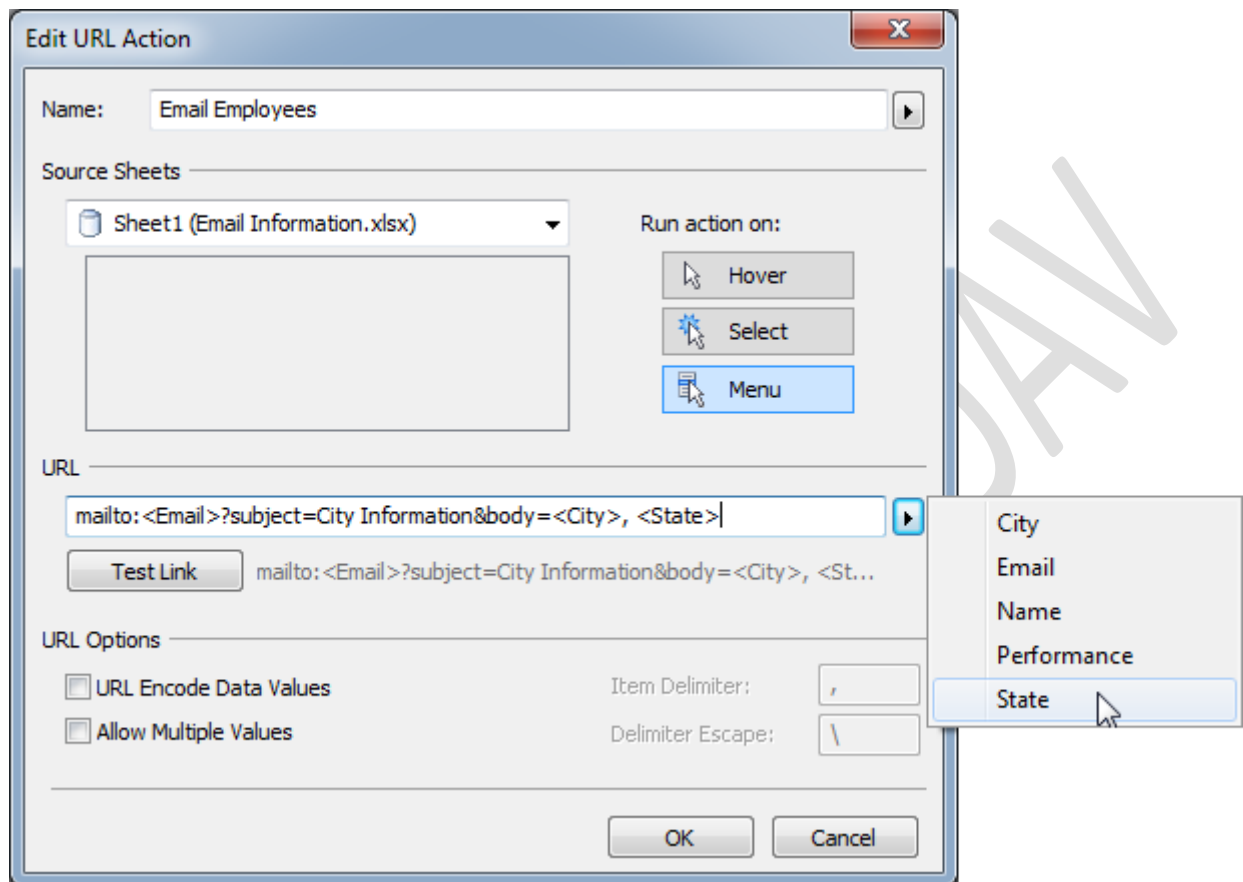 Edit URL Action
Name: Email Employees
Source Sheets
Sheet1 (Email Information.xlsx)
Run action on:
Hover
Select
Menu
URL
mailto:<Email>?subject=City Information&body=<City>, <State>
Test Link mailto:<Email>?subject=City Information&body=<City>, <St...
City
Email
Name
Performance
State
URL Options
URL Encode Data Values Item Delimiter: ,
Allow Multiple Values Delimiter Escape: \
OK Cancel